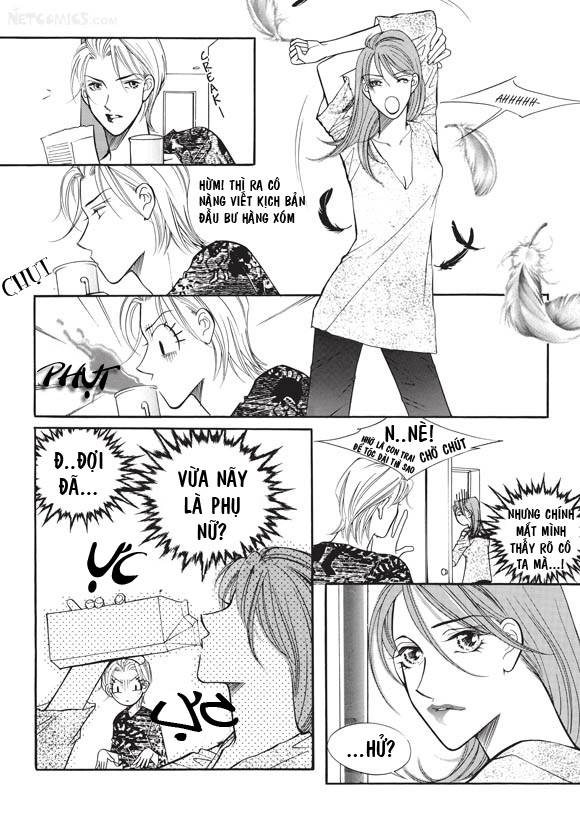 NETCOMICS.COM
CREAK!
AHHHHH-
HỪM! THÌ RA CÔ
NÀNG VIẾT KỊCH BẢN
ĐẦU BƯ HÀNG XÓM
CHỤT
PHỤT
Đ..ĐỢI
ĐÃ...
VỪA NÃY
LÀ PHỤ
NỮ?
N..NÈ!
CHỜ CHÚT
NHỠ LÀ CON TRAI
ĐỂ TÓC DÀI THÌ SAO
NHƯNG CHÍNH
MẮT MÌNH
THẤY RÕ CÔ
TA MÀ...!
ỰC
ỰC
...HỬ?